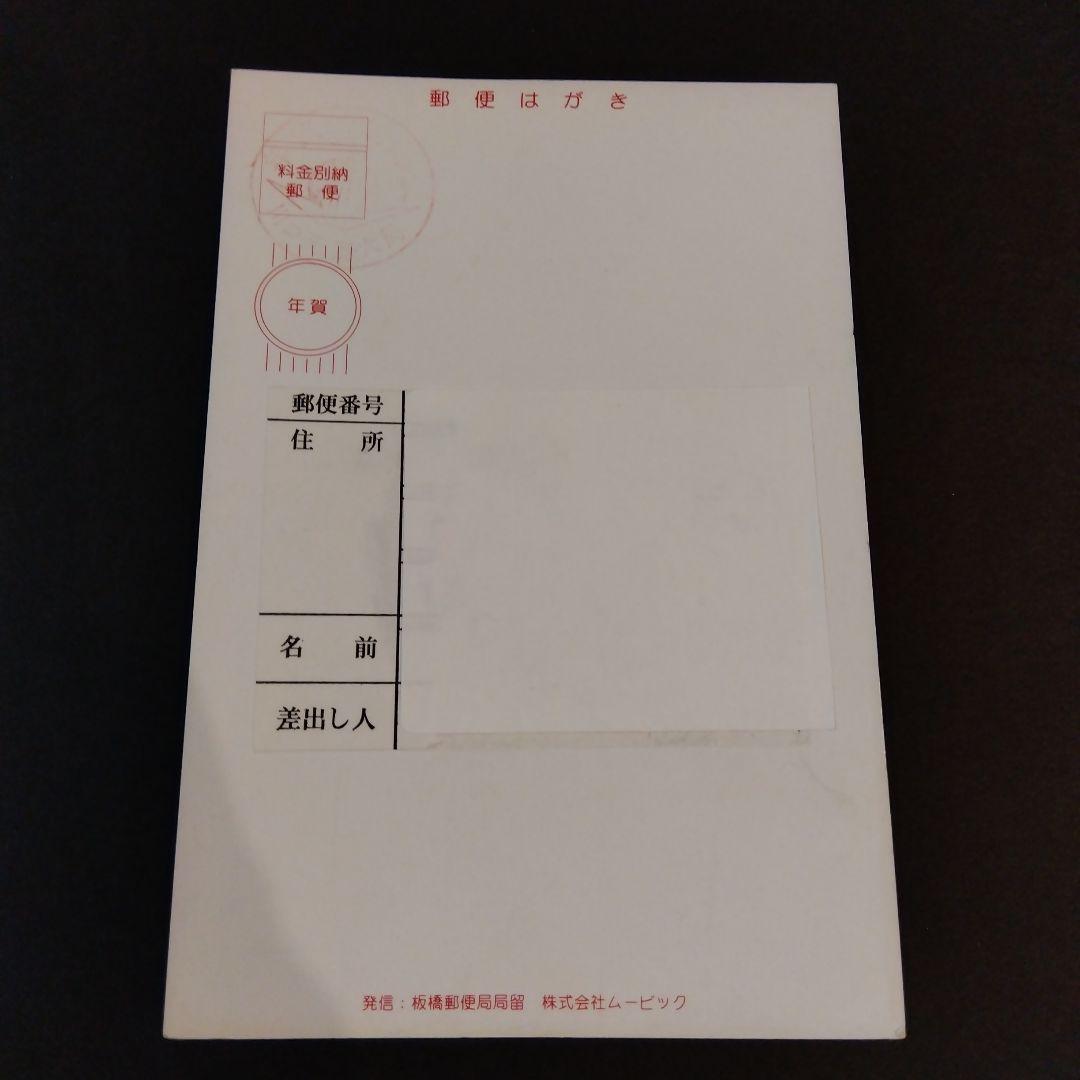 郵便はがき
料金別納
郵便
年賀
郵便番号
住所
名前
差出し人
発信：板橋郵便局局留　株式会社ムービック